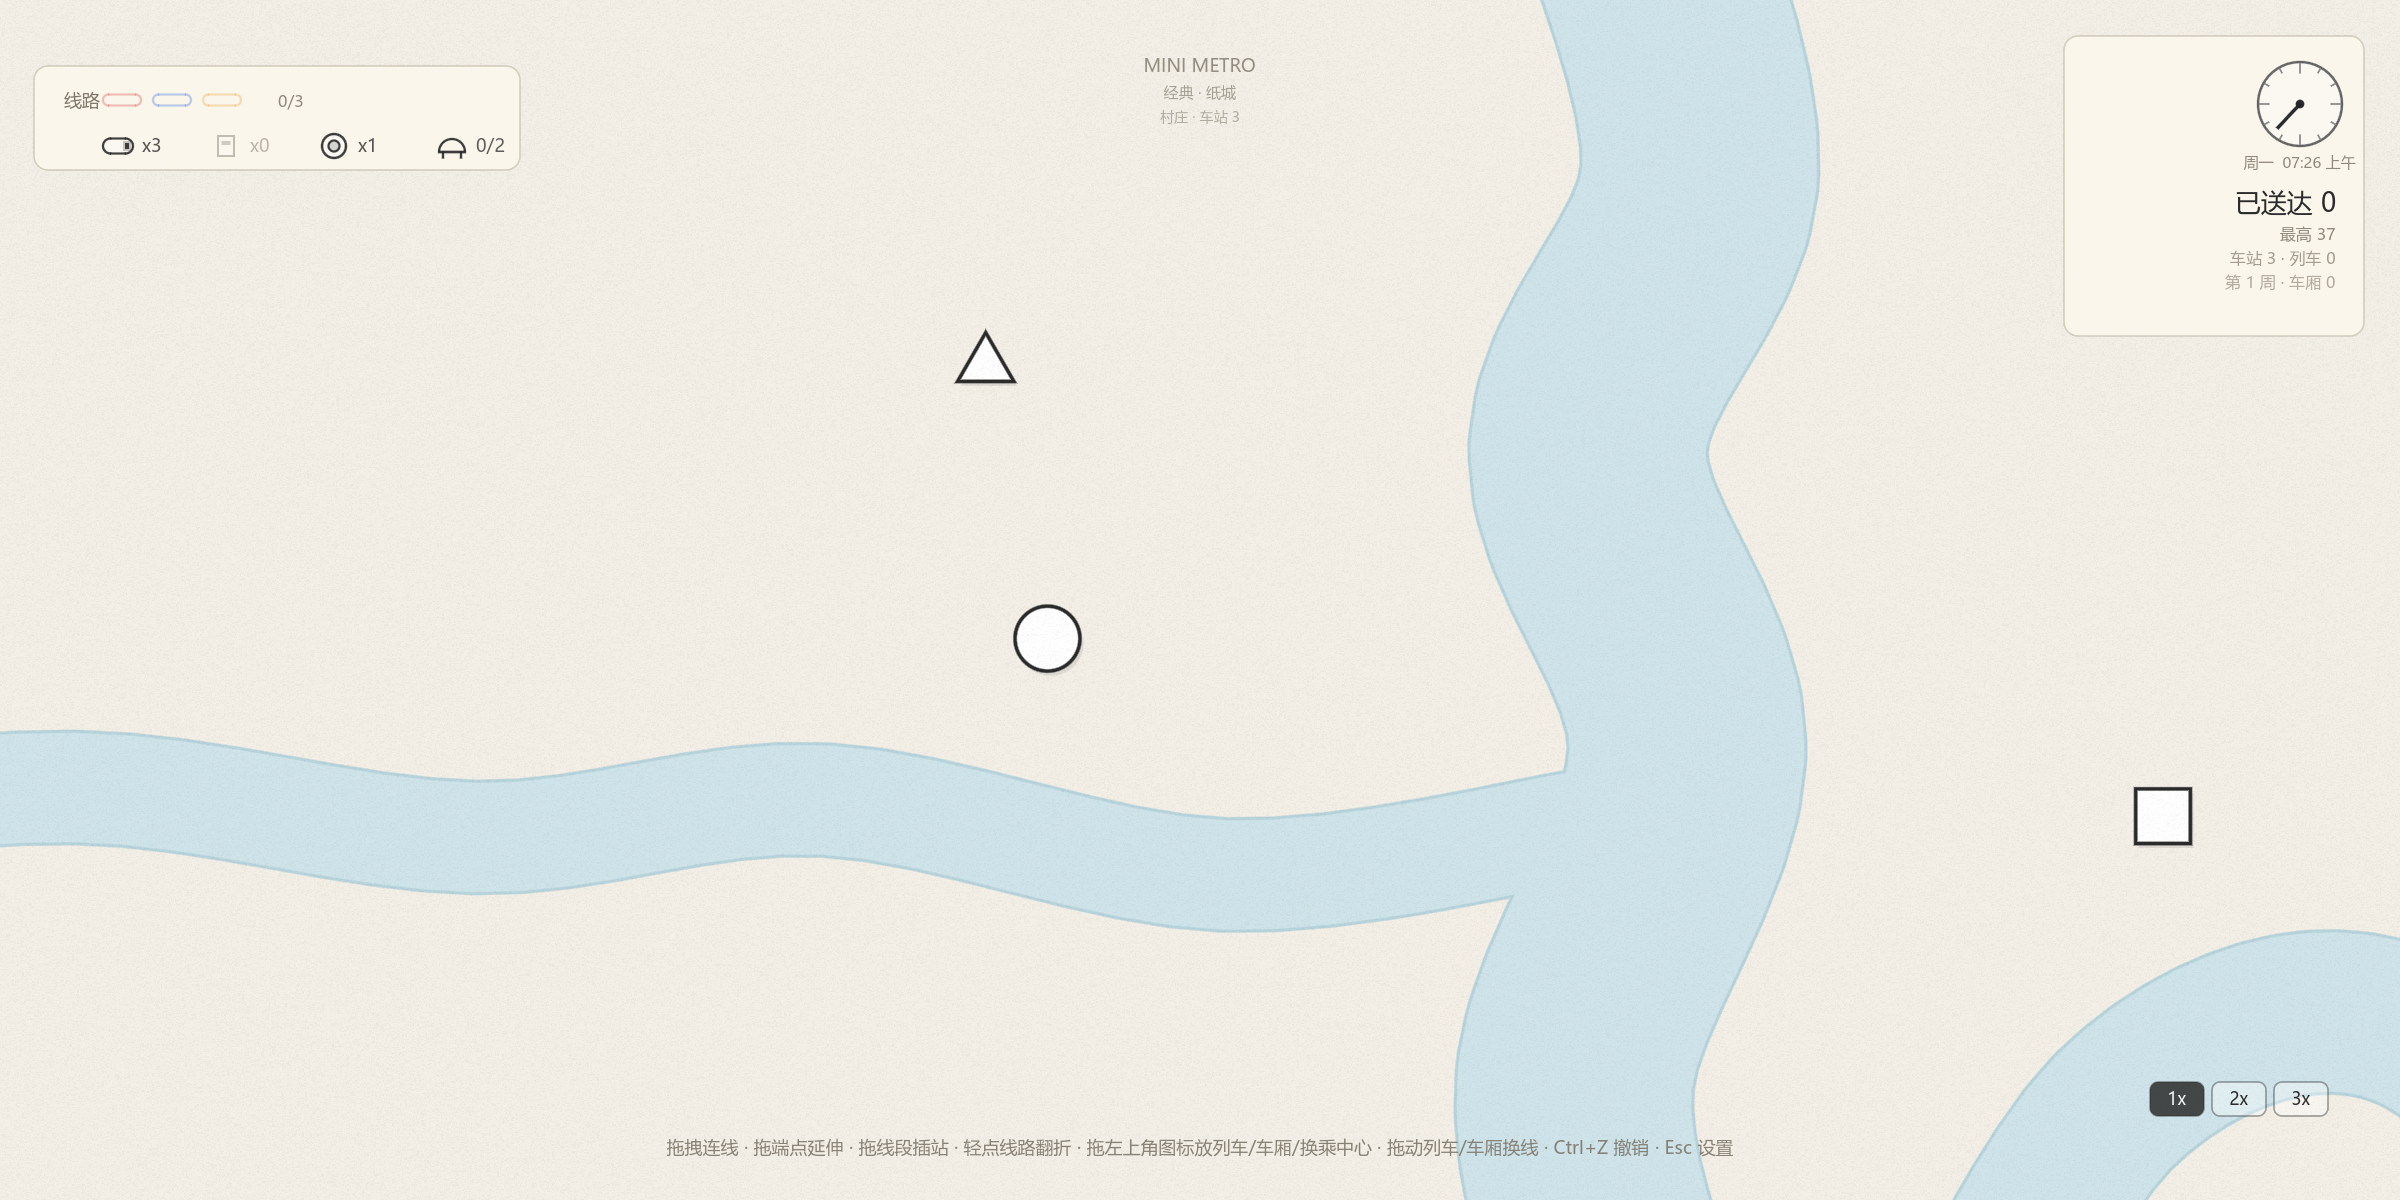 线路 0/3
x3 x0 x1 0/2
MINI METRO
经典 · 纸城
村庄 · 车站 3
周一 07:26 上午
已送达 0
最高 37
车站 3 · 列车 0
第 1 周 · 车厢 0
1x 2x 3x
拖拽连线 · 拖端点延伸 · 拖线段插站 · 轻点线路翻折 · 拖左上角图标放列车/车厢/换乘中心 · 拖动列车/车厢换线 · Ctrl+Z 撤销 · Esc 设置